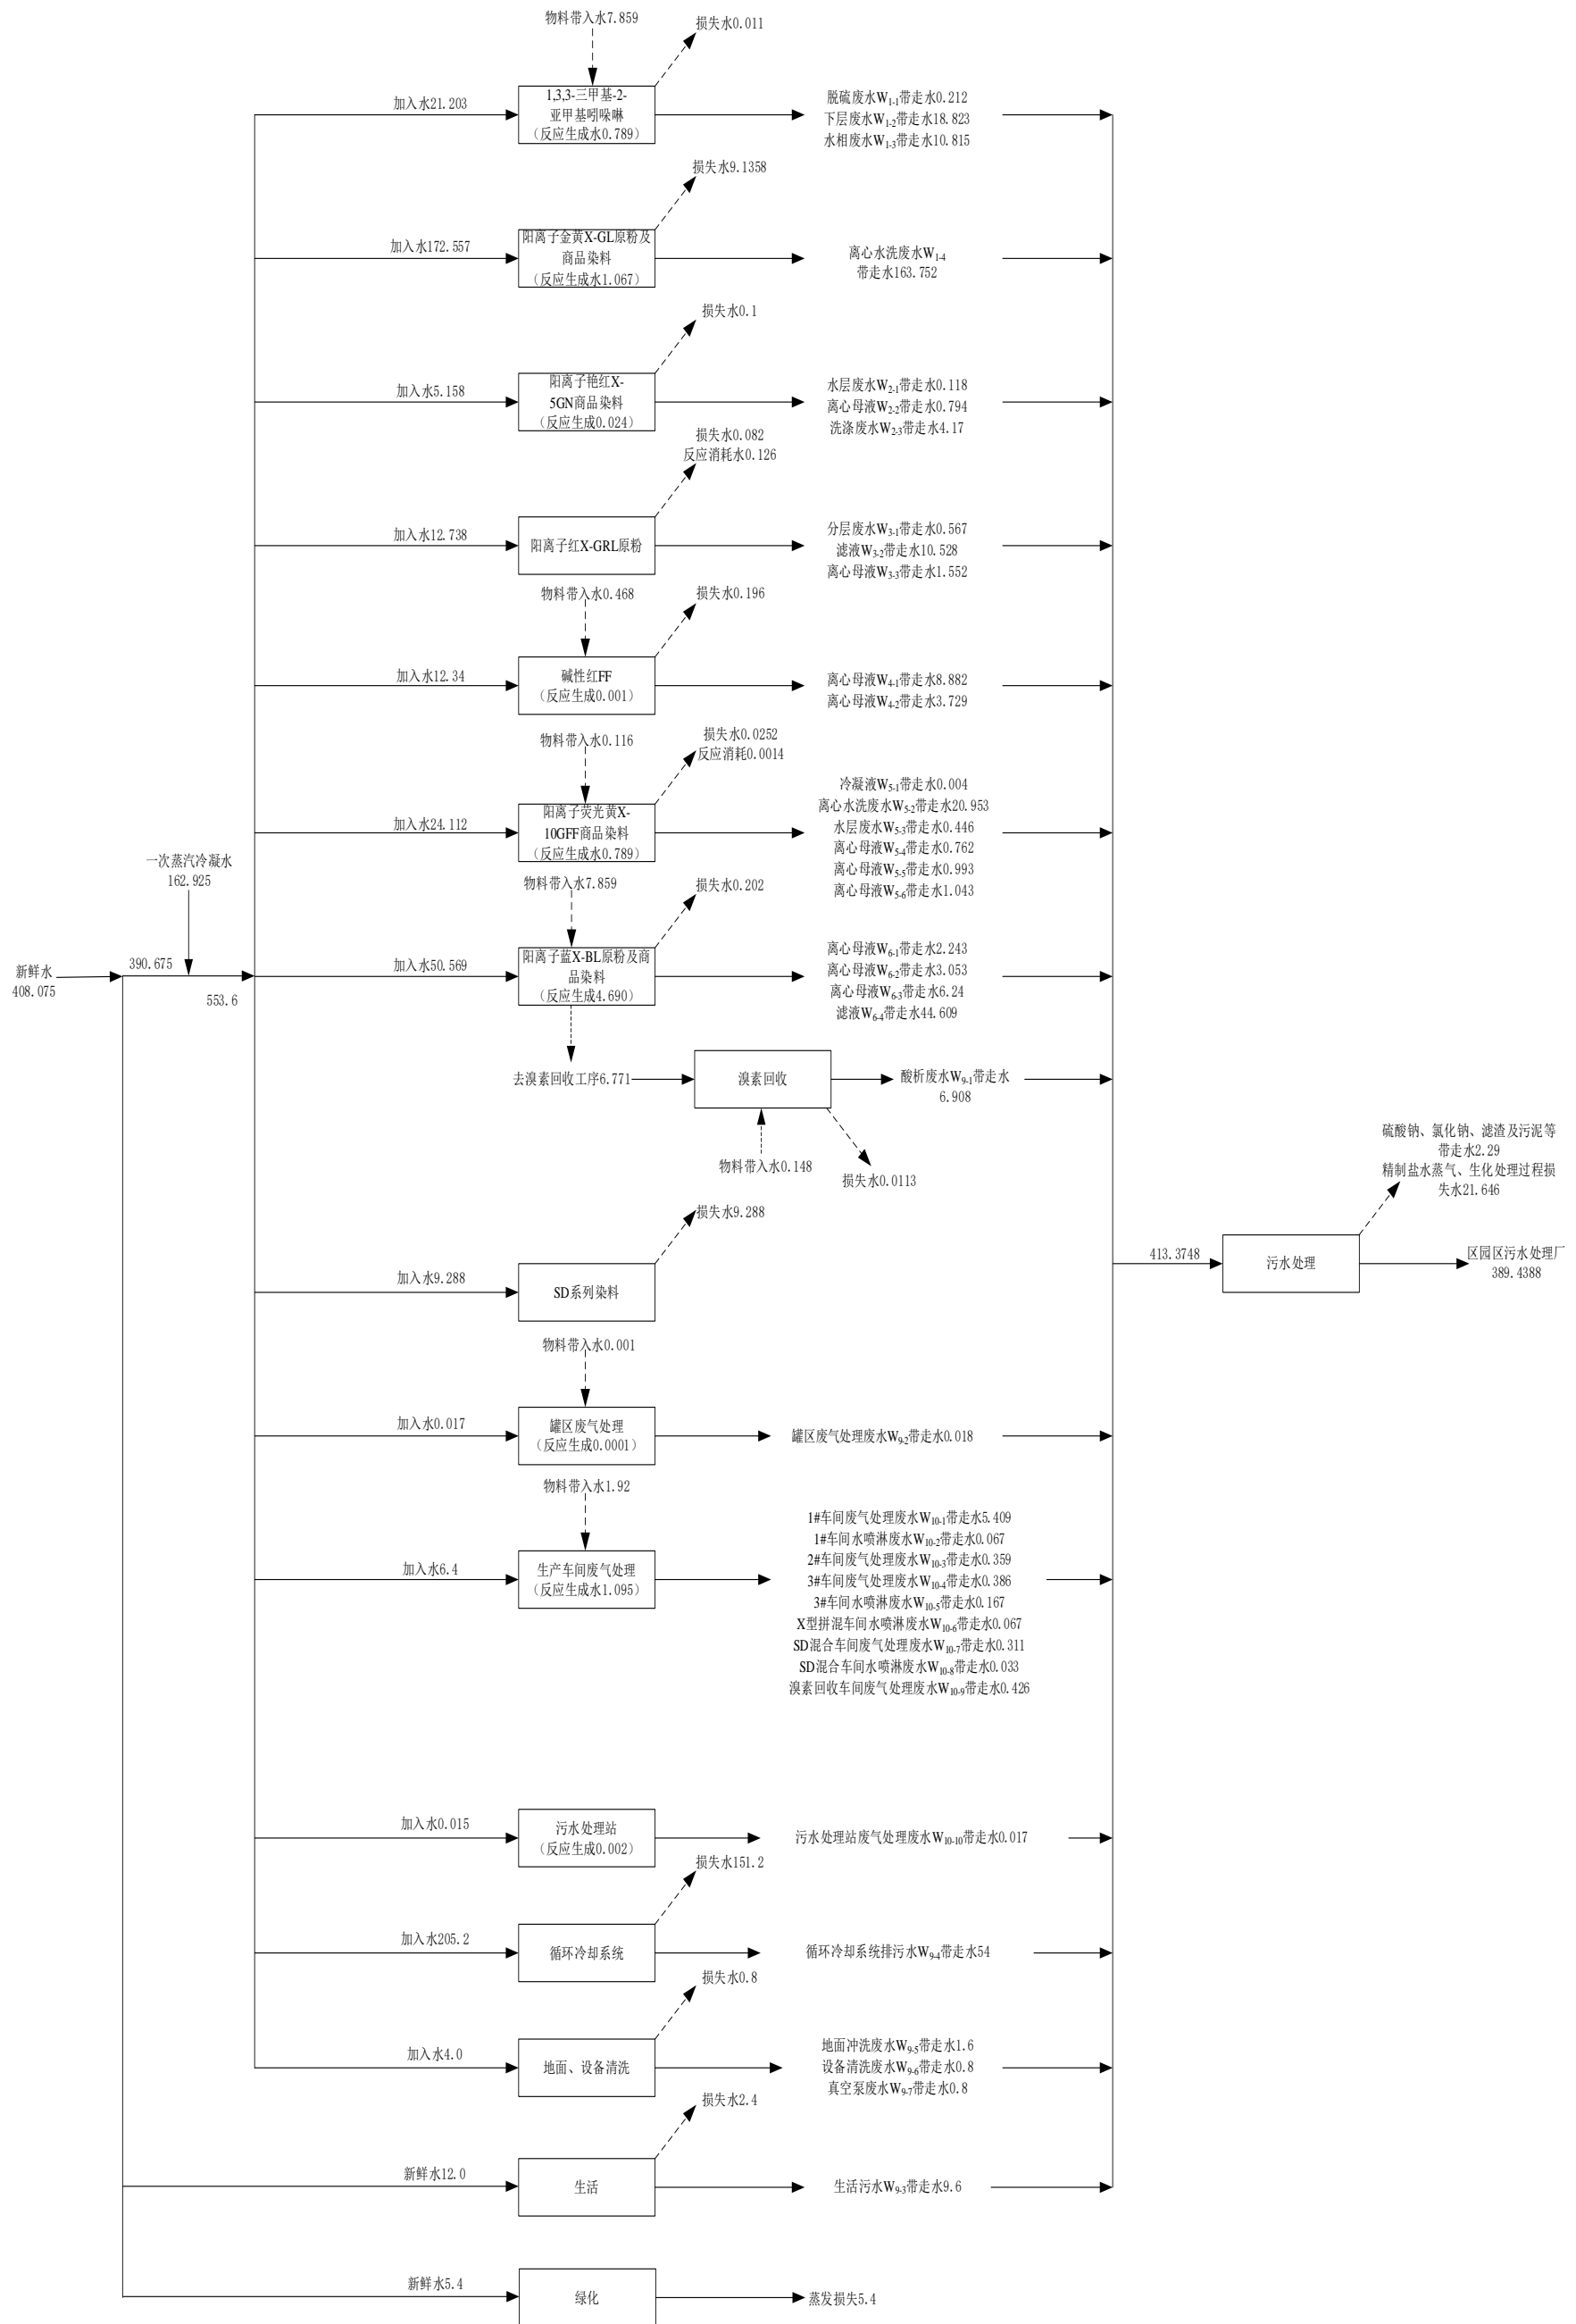 物料带入水7.859
损失水0.011
加入水21.203
1,3,3-三甲基-2-
亚甲基吲哚啉
（反应生成水0.789）
脱硫废水W1-1带走水0.212
下层废水W1-2带走水18.823
水相废水W1-3带走水10.815
损失水9.1358
加入水172.557
阳离子金黄X-GL原粉及
商品染料
（反应生成水1.067）
离心水洗废水W1-4
带走水163.752
损失水0.1
加入水5.158
阳离子艳红X-
5GN商品染料
（反应生成0.024）
水层废水W2-1带走水0.118
离心母液W2-2带走水0.794
洗涤废水W2-3带走水4.17
损失水0.082
反应消耗水0.126
加入水12.738
阳离子红X-GRL原粉
分层废水W3-1带走水0.567
滤液W3-2带走水10.528
离心母液W3-3带走水1.552
物料带入水0.468
损失水0.196
加入水12.34
碱性红FF
（反应生成0.001）
离心母液W4-1带走水8.882
离心母液W4-2带走水3.729
物料带入水0.116
损失水0.0252
反应消耗0.0014
加入水24.112
阳离子荧光黄X-
10GFF商品染料
（反应生成水0.789）
冷凝液W5-1带走水0.004
离心水洗废水W5-2带走水20.953
水层废水W5-3带走水0.446
离心母液W5-4带走水0.762
离心母液W5-5带走水0.993
离心母液W5-6带走水1.043
一次蒸汽冷凝水
162.925
新鲜水
408.075
390.675
553.6
物料带入水7.859
损失水0.202
加入水50.569
阳离子蓝X-BL原粉及商
品染料
（反应生成4.690）
离心母液W6-1带走水2.243
离心母液W6-2带走水3.053
离心母液W6-3带走水6.24
滤液W6-4带走水44.609
去溴素回收工序6.771
溴素回收
酸析废水W9-1带走水
6.908
物料带入水0.148
损失水0.0113
硫酸钠、氯化钠、滤渣及污泥等
带走水2.29
精制盐水蒸气、生化处理过程损
失水21.646
413.3748
污水处理
区园区污水处理厂
389.4388
损失水9.288
加入水9.288
SD系列染料
物料带入水0.001
加入水0.017
罐区废气处理
（反应生成0.0001）
罐区废气处理废水W9-2带走水0.018
物料带入水1.92
加入水6.4
生产车间废气处理
（反应生成水1.095）
1#车间废气处理废水W10-1带走水5.409
1#车间水喷淋废水W10-2带走水0.067
2#车间废气处理废水W10-3带走水0.359
3#车间废气处理废水W10-4带走水0.386
3#车间水喷淋废水W10-5带走水0.167
X型拼混车间水喷淋废水W10-6带走水0.067
SD混合车间废气处理废水W10-7带走水0.311
SD混合车间水喷淋废水W10-8带走水0.033
溴素回收车间废气处理废水W10-9带走水0.426
加入水0.015
污水处理站
（反应生成0.002）
污水处理站废气处理废水W10-10带走水0.017
损失水151.2
加入水205.2
循环冷却系统
循环冷却系统排污水W9-4带走水54
损失水0.8
加入水4.0
地面、设备清洗
地面冲洗废水W9-5带走水1.6
设备清洗废水W9-6带走水0.8
真空泵废水W9-7带走水0.8
损失水2.4
新鲜水12.0
生活
生活污水W9-3带走水9.6
新鲜水5.4
绿化
蒸发损失5.4